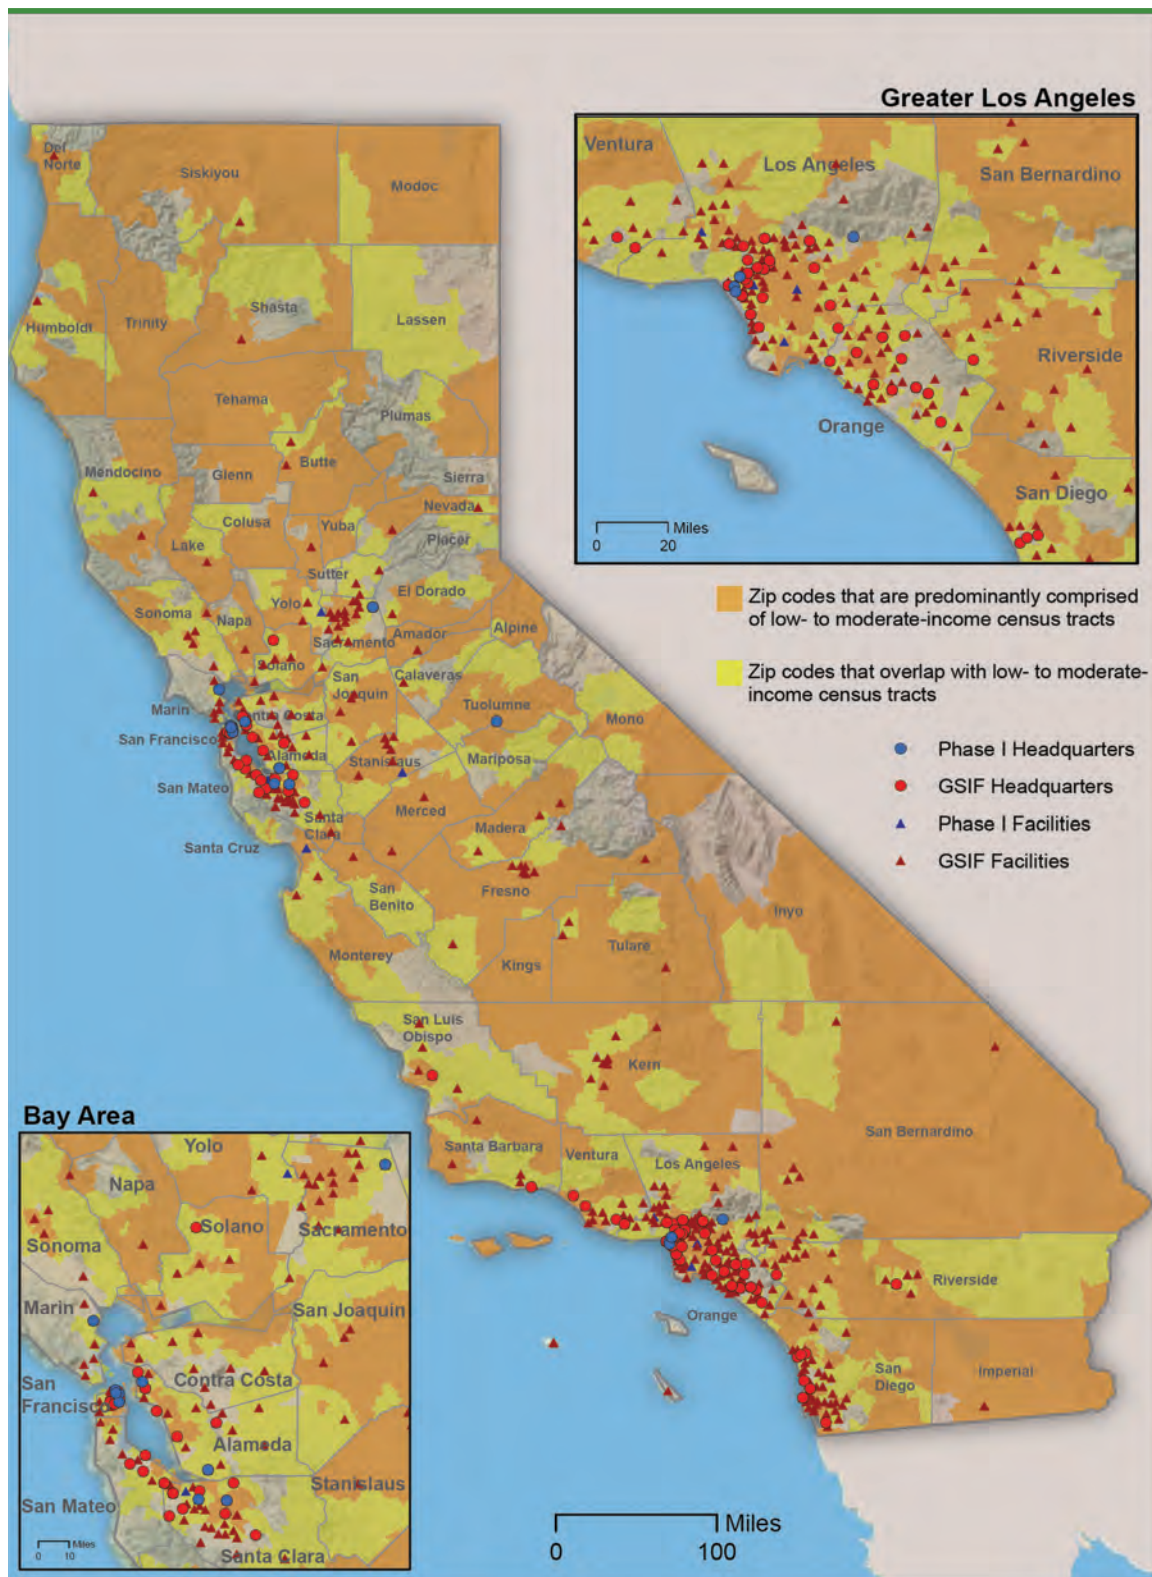 Greater Los Angeles
Ventura
Los Angeles
San Bernardino
Riverside
Orange
San Diego
Miles
0 20
Zip codes that are predominantly comprised
of low- to moderate-income census tracts
Zip codes that overlap with low- to moderate-
income census tracts
Phase I Headquarters
GSIF Headquarters
Phase I Facilities
GSIF Facilities
Del
Norte
Siskiyou
Modoc
Humboldt
Trinity
Shasta
Lassen
Tehama
Plumas
Mendocino
Glenn
Butte
Sierra
Nevada
Colusa
Yuba
Placer
Lake
Sutter
El Dorado
Sonoma
Napa
Yolo
Sacramento
Amador
Alpine
Solano
Calaveras
San
Joaquin
Tuolumne
Mono
Marin
Contra Costa
San Francisco
Alameda
Stanislaus
Mariposa
San Mateo
Merced
Santa
Clara
Madera
Santa Cruz
San
Benito
Fresno
Inyo
Monterey
Kings
Tulare
San Luis
Obispo
Kern
Santa Barbara
Ventura
Los Angeles
San Bernardino
Riverside
Orange
San
Diego
Imperial
Miles
0 100
Bay Area
Yolo
Napa
Solano
Sacramento
Sonoma
Marin
San Joaquin
Contra Costa
San
Francisco
Alameda
Stanislaus
San Mateo
Santa Clara
Miles
0 10